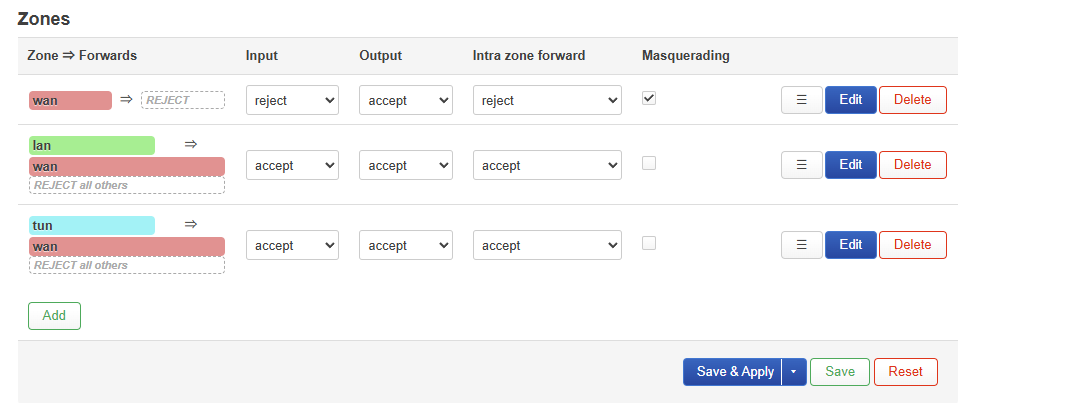 Zones
Zone ⇒ Forwards Input Output Intra zone forward Masquerading
wan ⇒ REJECT reject accept reject ☰ Edit Delete
lan ⇒
wan
REJECT all others
accept accept accept ☰ Edit Delete
tun ⇒
wan
REJECT all others
accept accept accept ☰ Edit Delete
Add
Save & Apply Save Reset